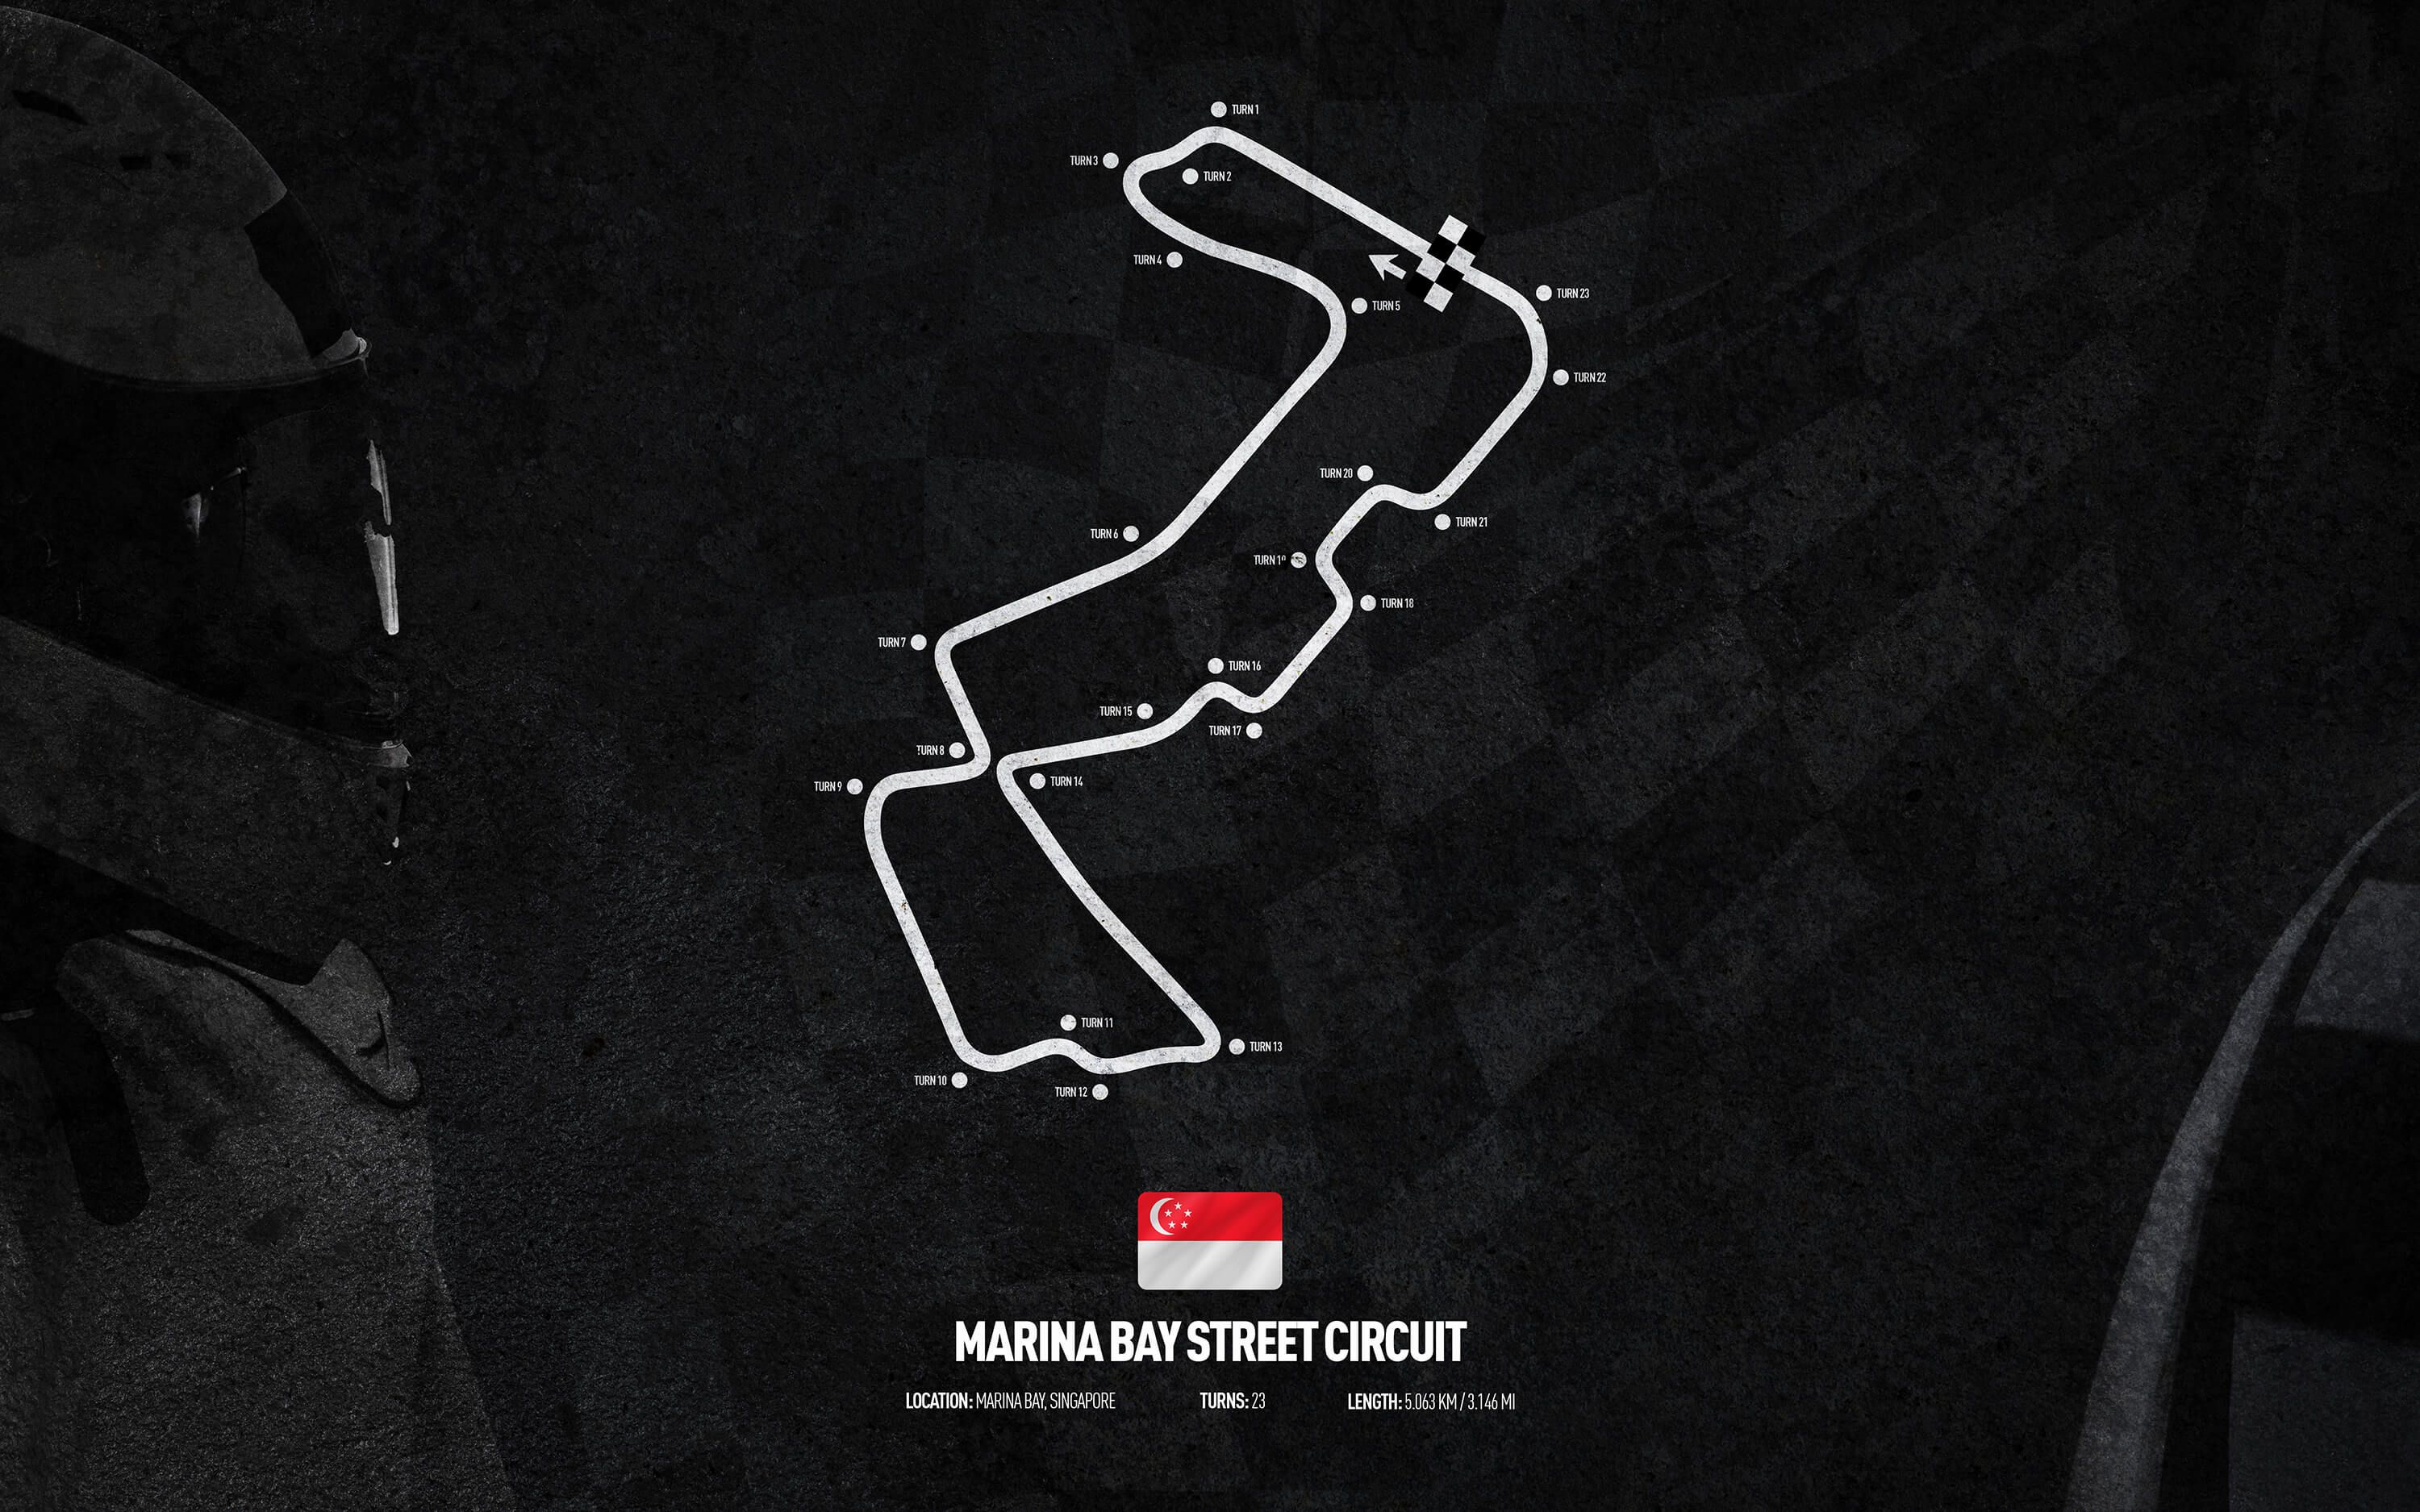 TURN 1
TURN 3
TURN 2
TURN 4
TURN 23
TURN 5
TURN 22
TURN 20
TURN 21
TURN 6
TURN 19
TURN 18
TURN 7
TURN 16
TURN 15
TURN 17
TURN 8
TURN 14
TURN 9
TURN 11
TURN 13
TURN 10
TURN 12
MARINA BAY STREET CIRCUIT
LOCATION: MARINA BAY, SINGAPORE TURNS: 23 LENGTH: 5.063 KM / 3.146 MI